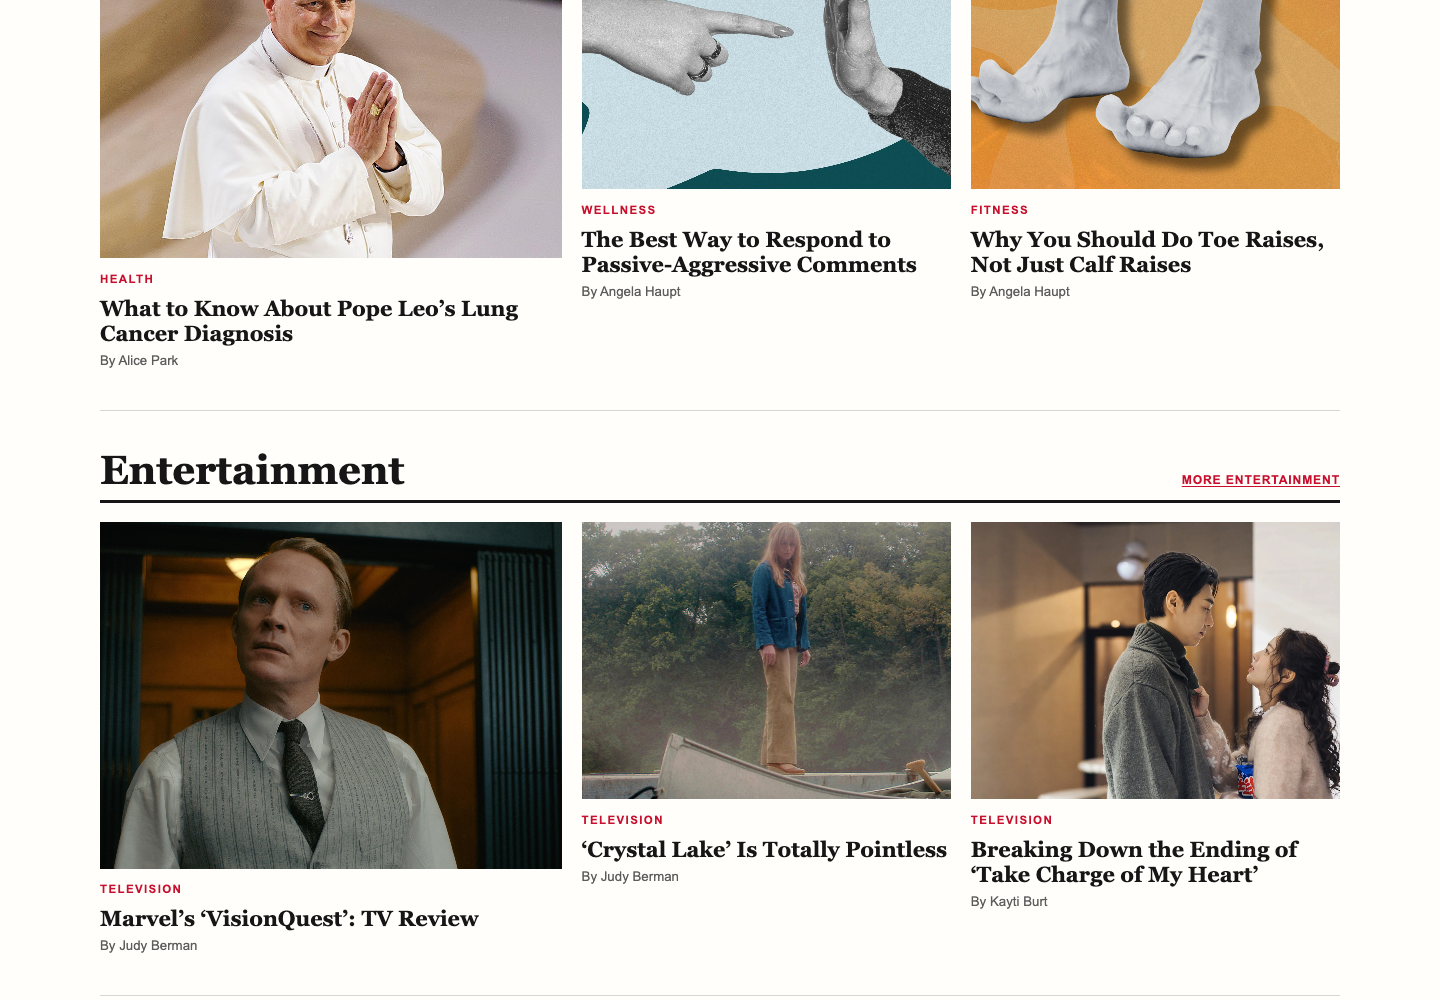 HEALTH
What to Know About Pope Leo’s Lung
Cancer Diagnosis
By Alice Park
WELLNESS
The Best Way to Respond to
Passive-Aggressive Comments
By Angela Haupt
FITNESS
Why You Should Do Toe Raises,
Not Just Calf Raises
By Angela Haupt
Entertainment
MORE ENTERTAINMENT
TELEVISION
Marvel’s ‘VisionQuest’: TV Review
By Judy Berman
TELEVISION
‘Crystal Lake’ Is Totally Pointless
By Judy Berman
TELEVISION
Breaking Down the Ending of
‘Take Charge of My Heart’
By Kayti Burt